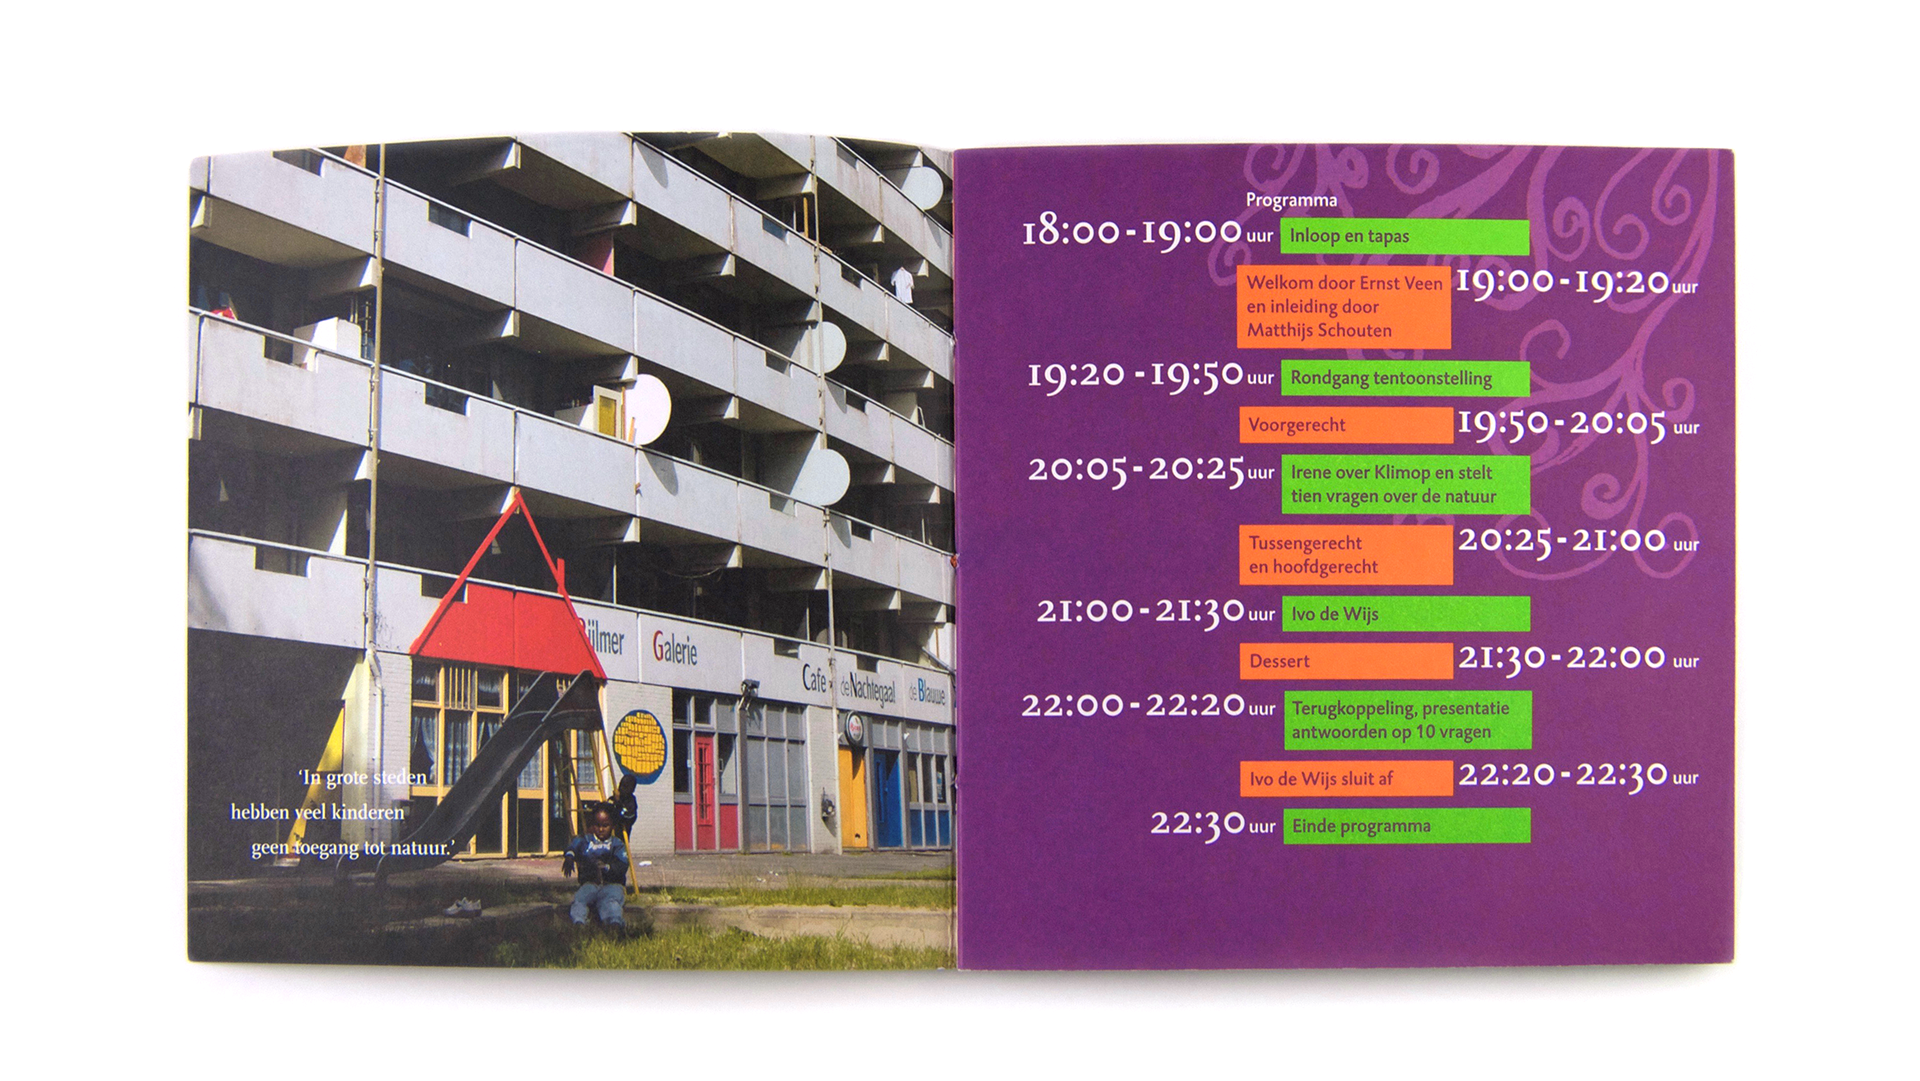 Bijlmer Galerie
Café de Nachtegaal de Blauwe
'In grote steden
hebben veel kinderen
geen toegang tot natuur.'
Programma
18:00-19:00 uur Inloop en tapas
Welkom door Ernst Veen 19:00-19:20 uur
en inleiding door
Matthijs Schouten
19:20-19:50 uur Rondgang tentoonstelling
Voorgerecht 19:50-20:05 uur
20:05-20:25 uur Irene over Klimop en stelt
tien vragen over de natuur
Tussengerecht 20:25-21:00 uur
en hoofdgerecht
21:00-21:30 uur Ivo de Wijs
Dessert 21:30-22:00 uur
22:00-22:20 uur Terugkoppeling, presentatie
antwoorden op 10 vragen
Ivo de Wijs sluit af 22:20-22:30 uur
22:30 uur Einde programma